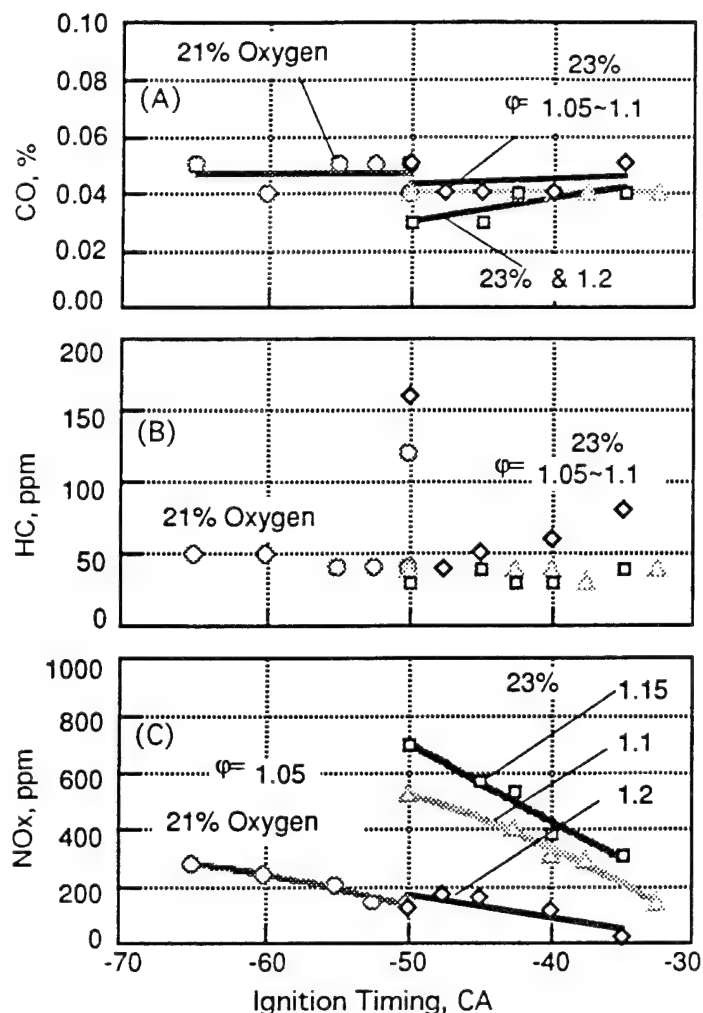 0.10
21% Oxygen
23%
0.08
(A)
φ= 1.05~1.1
0.06
CO, %
0.04
0.02
23% & 1.2
0.00
200
150
(B)
23%
φ= 1.05~1.1
HC, ppm
100
21% Oxygen
50
0
1000
23%
1.15
800
(C)
φ= 1.05
1.1
600
NOx, ppm
1.2
400
21% Oxygen
200
0
-70 -60 -50 -40 -30
Ignition Timing, CA